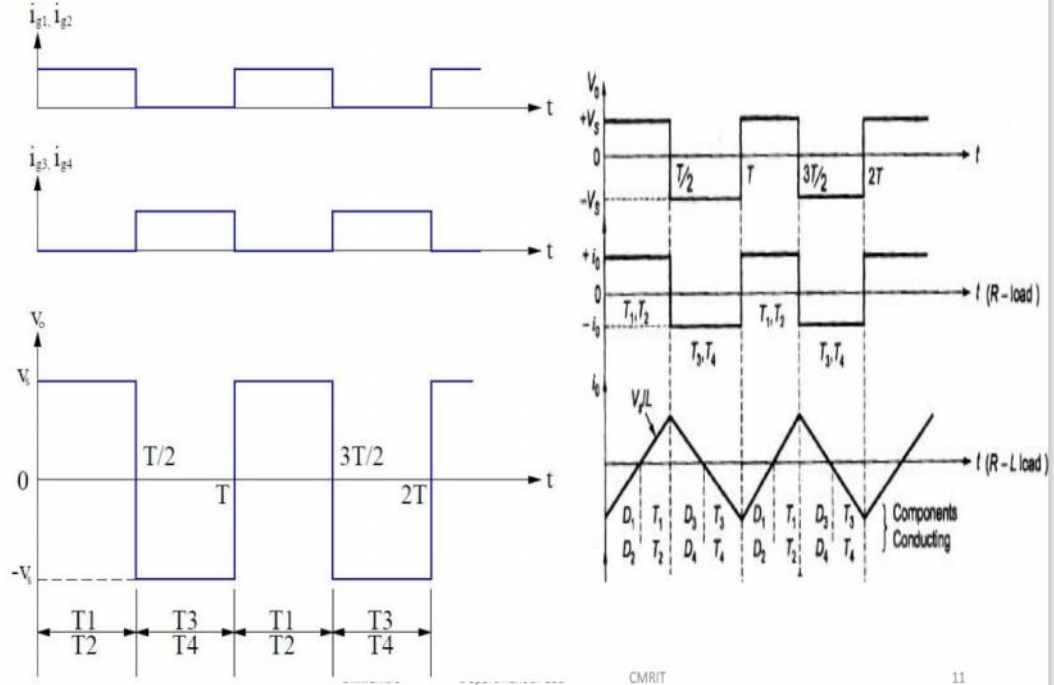 ig1, ig2
t
ig3, ig4
t
Vo
Vs
T/2
3T/2
0
T
2T
t
-Vs
T1 T3 T1 T3
T2 T4 T2 T4
V0
+Vs
0
t
T/2 T 3T/2 2T
-Vs
+ i0
0
t (R-load)
T1,T2 T1,T2
-i0
T3,T4 T3,T4
i0
Vs/L
t (R-L load)
D1 T1 D3 T3 D1 T1 D3 T3 Components
D2 T2 D4 T4 D2 T2 D4 T4 Conducting
CMRIT
11